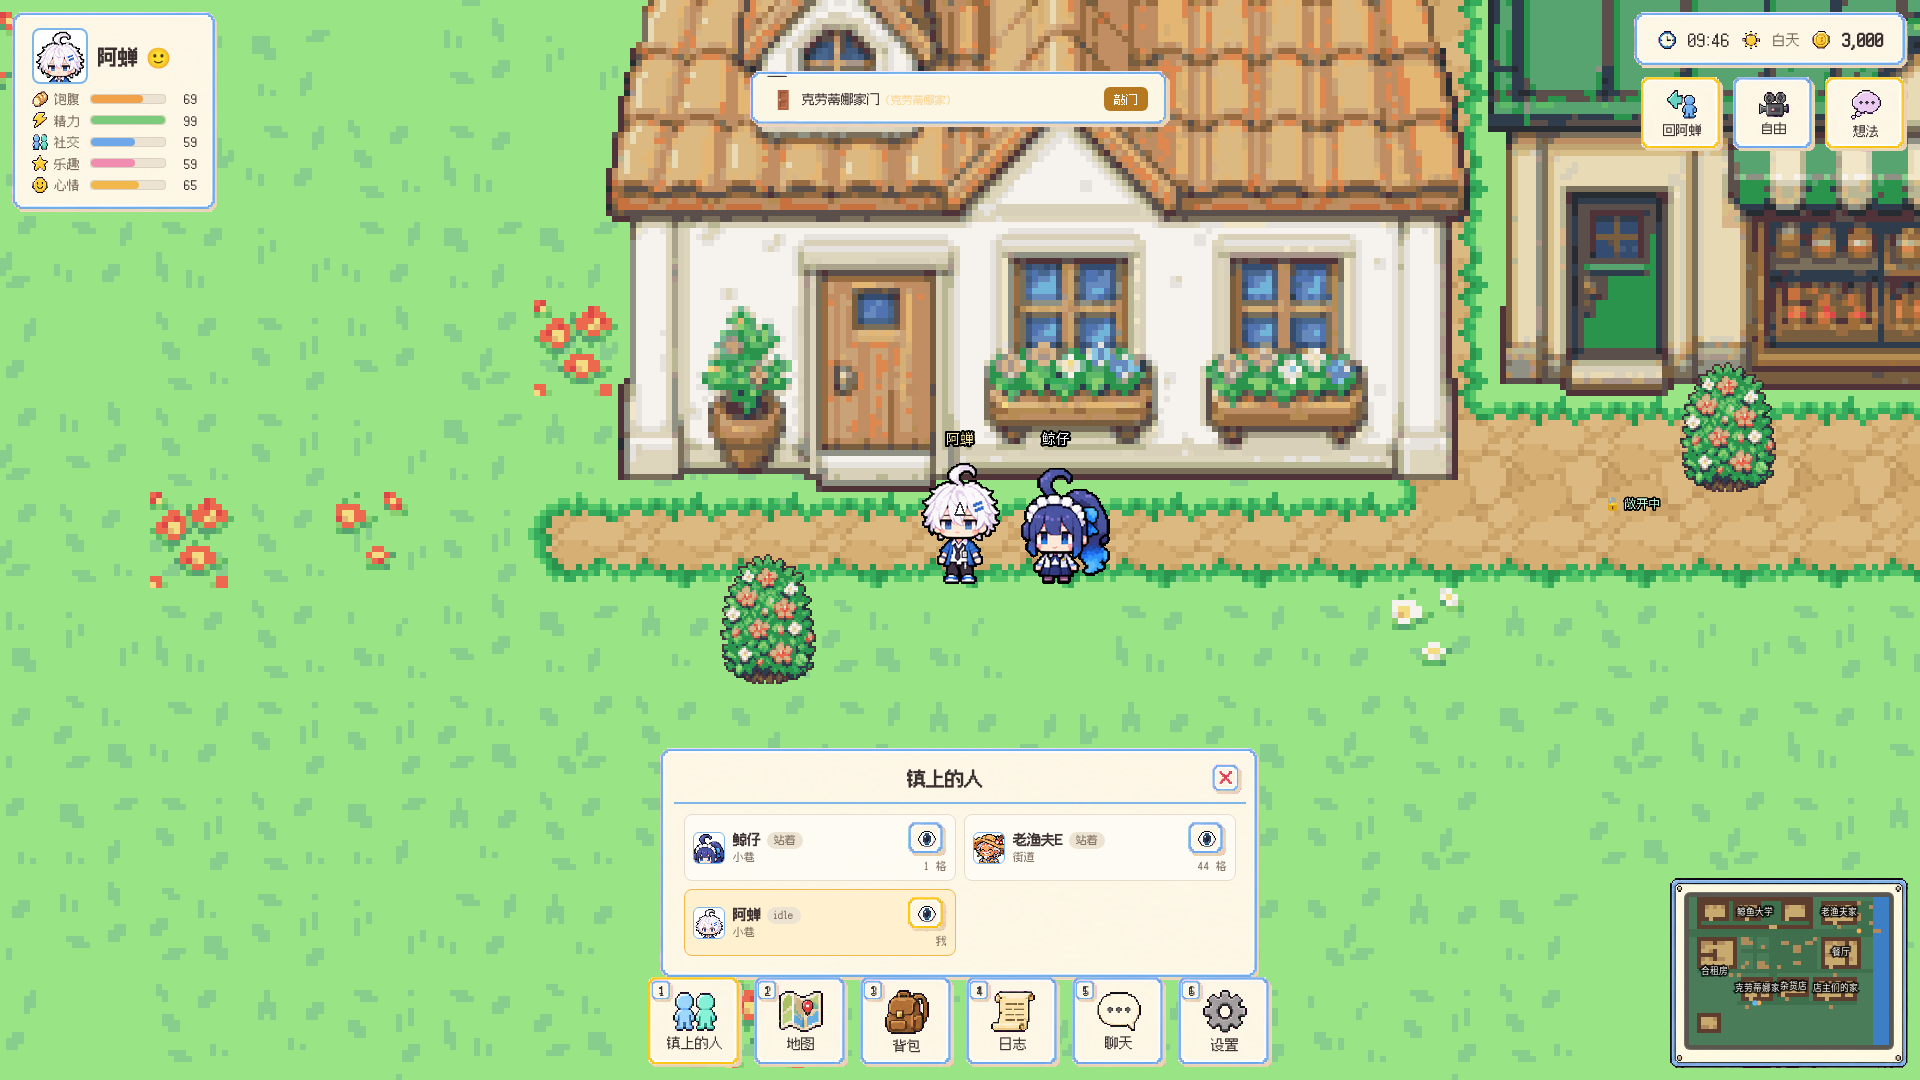 阿蝉
饱腹 69
精力 99
社交 59
乐趣 59
心情 65
克劳蒂娜家门 (克劳蒂娜家) 敲门
09:46 白天 3,000
回阿蝉 自由 想法
阿蝉 鲸仔
敞开中
镇上的人
鲸仔 站着
小巷
1 格
老渔夫E 站着
街道
44 格
阿蝉 idle
小巷
我
1 镇上的人
2 地图
3 背包
4 日志
5 聊天
6 设置
鲸鱼大学 老渔夫家
餐厅
合租房
克劳蒂娜家 杂货店 店主们的家